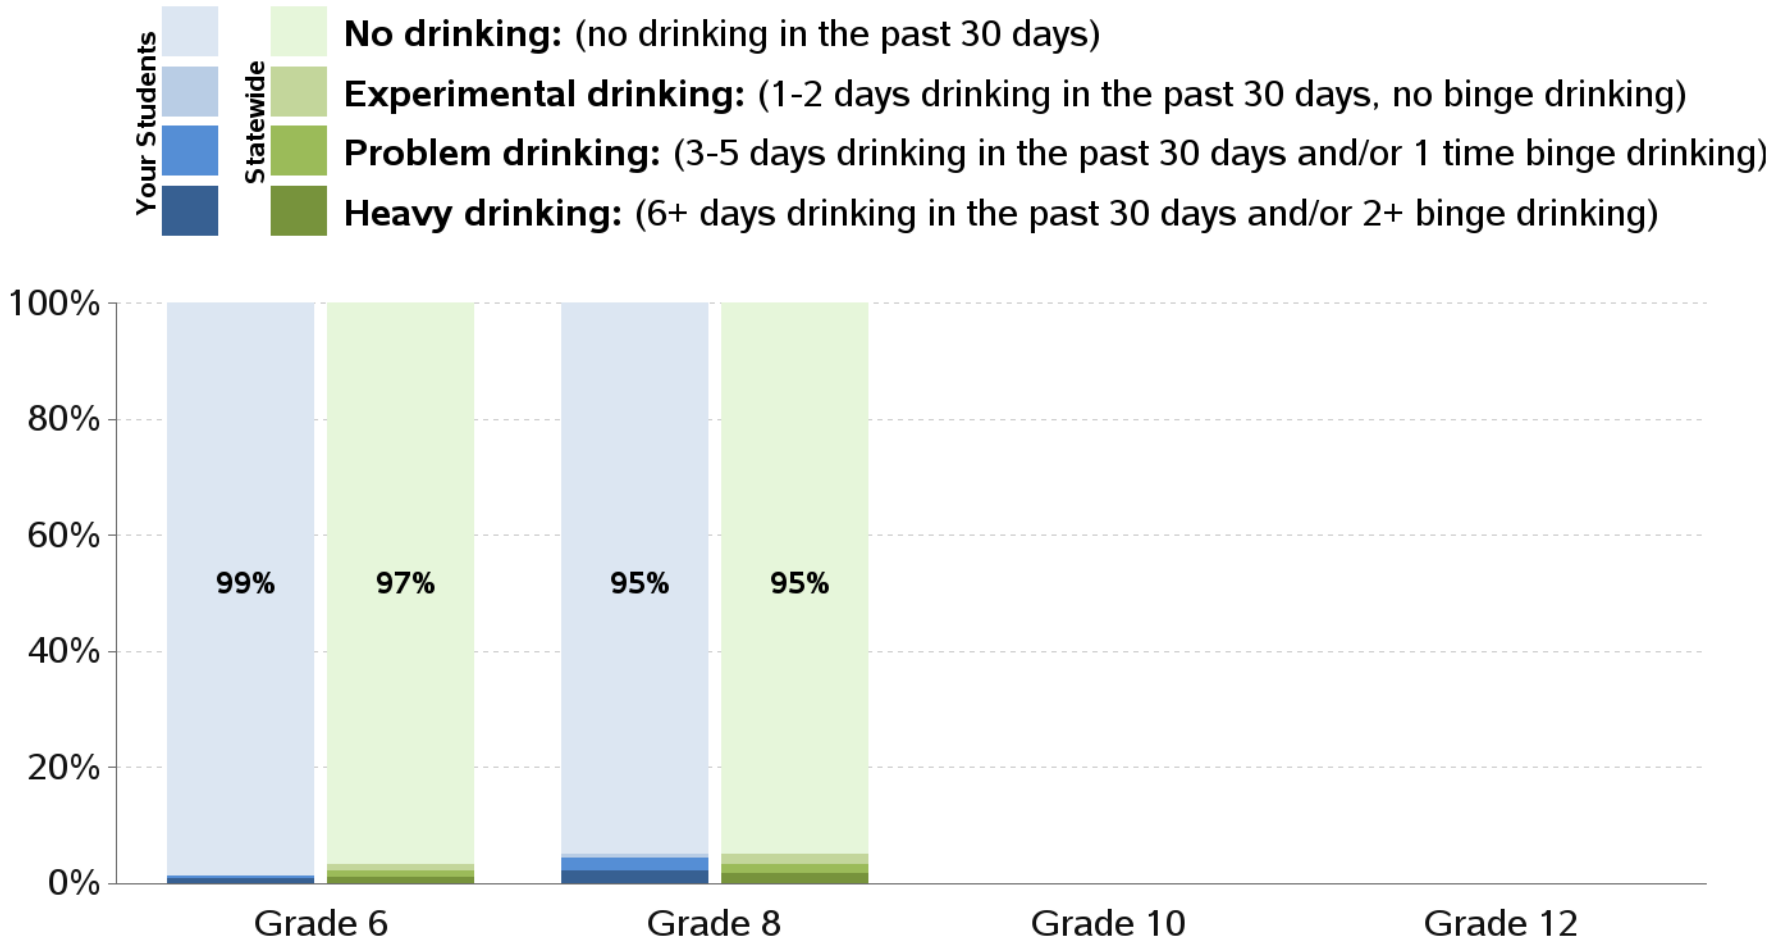 Your Students
Statewide
No drinking: (no drinking in the past 30 days)
Experimental drinking: (1-2 days drinking in the past 30 days, no binge drinking)
Problem drinking: (3-5 days drinking in the past 30 days and/or 1 time binge drinking)
Heavy drinking: (6+ days drinking in the past 30 days and/or 2+ binge drinking)
100%
80%
60%
40%
20%
0%
99%
97%
95%
95%
Grade 6
Grade 8
Grade 10
Grade 12